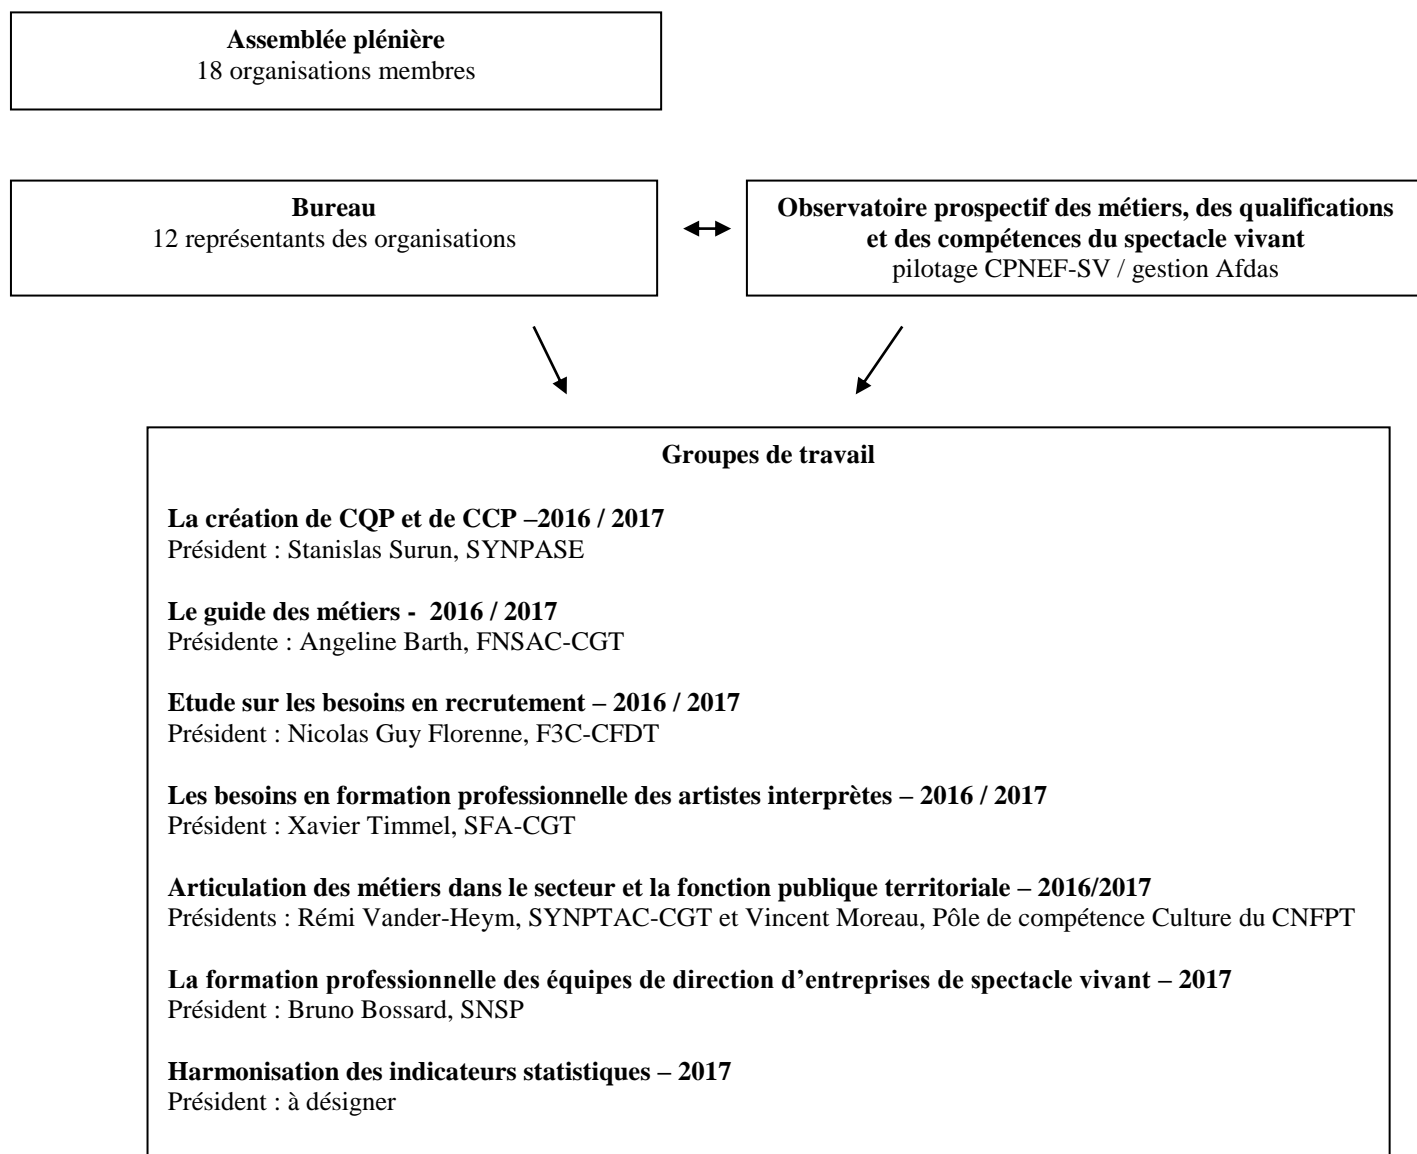 Assemblée plénière
18 organisations membres
Bureau
12 représentants des organisations
Observatoire prospectif des métiers, des qualifications
et des compétences du spectacle vivant
pilotage CPNEF-SV / gestion Afdas
Groupes de travail
La création de CQP et de CCP –2016 / 2017
Président : Stanislas Surun, SYNPASE
Le guide des métiers - 2016 / 2017
Présidente : Angeline Barth, FNSAC-CGT
Etude sur les besoins en recrutement – 2016 / 2017
Président : Nicolas Guy Florenne, F3C-CFDT
Les besoins en formation professionnelle des artistes interprètes – 2016 / 2017
Président : Xavier Timmel, SFA-CGT
Articulation des métiers dans le secteur et la fonction publique territoriale – 2016/2017
Présidents : Rémi Vander-Heym, SYNPTAC-CGT et Vincent Moreau, Pôle de compétence Culture du CNFPT
La formation professionnelle des équipes de direction d’entreprises de spectacle vivant – 2017
Président : Bruno Bossard, SNSP
Harmonisation des indicateurs statistiques – 2017
Président : à désigner